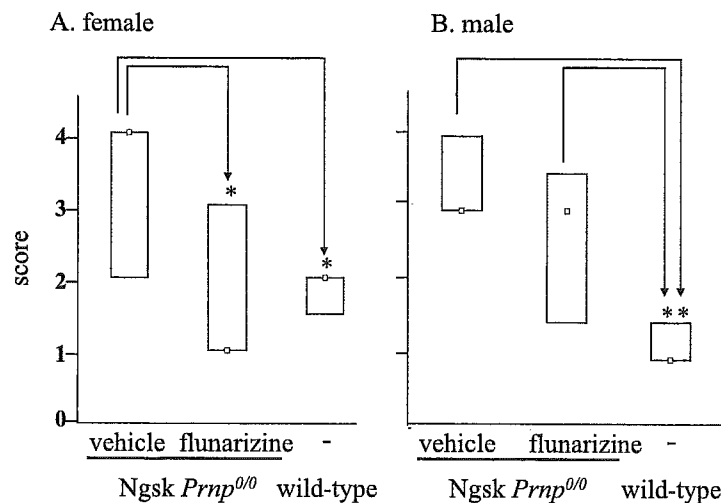 A. female
B. male
score
4
3
2
1
0
*
*
**
vehicle flunarizine -
Ngsk Prnp0/0 wild-type
vehicle flunarizine -
Ngsk Prnp0/0 wild-type